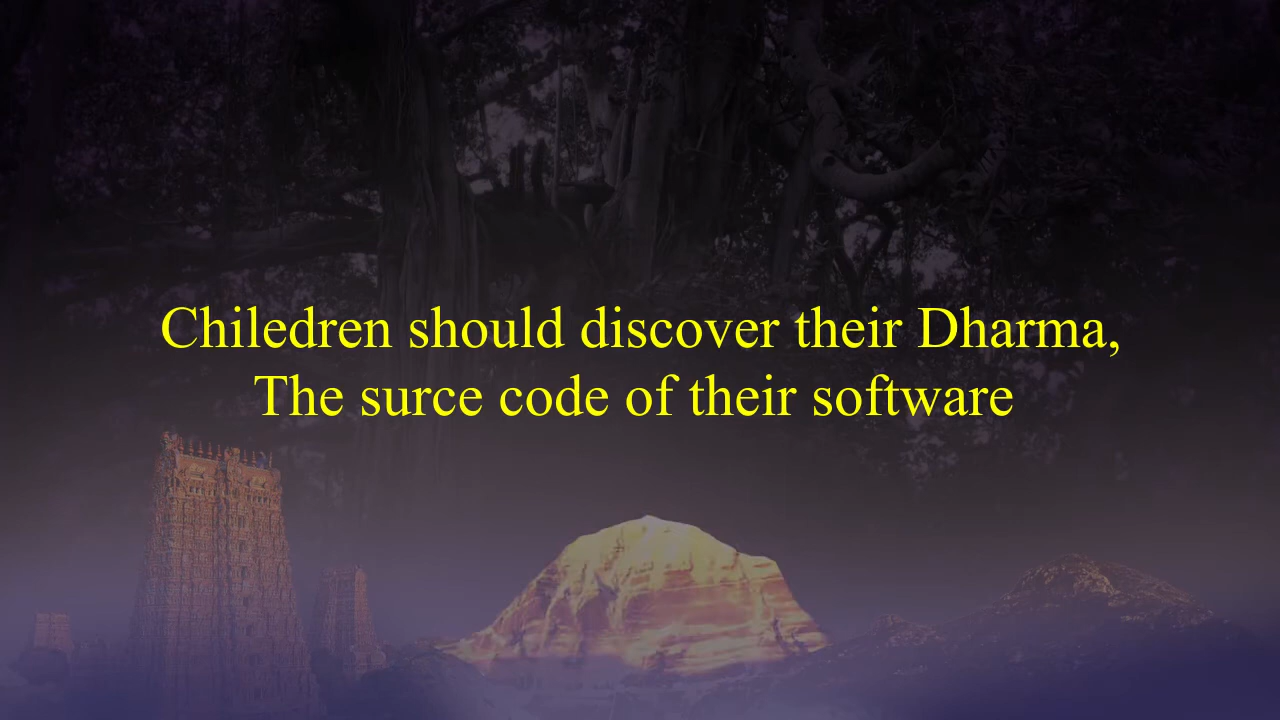 Chiledren should discover their Dharma,
The surce code of their software